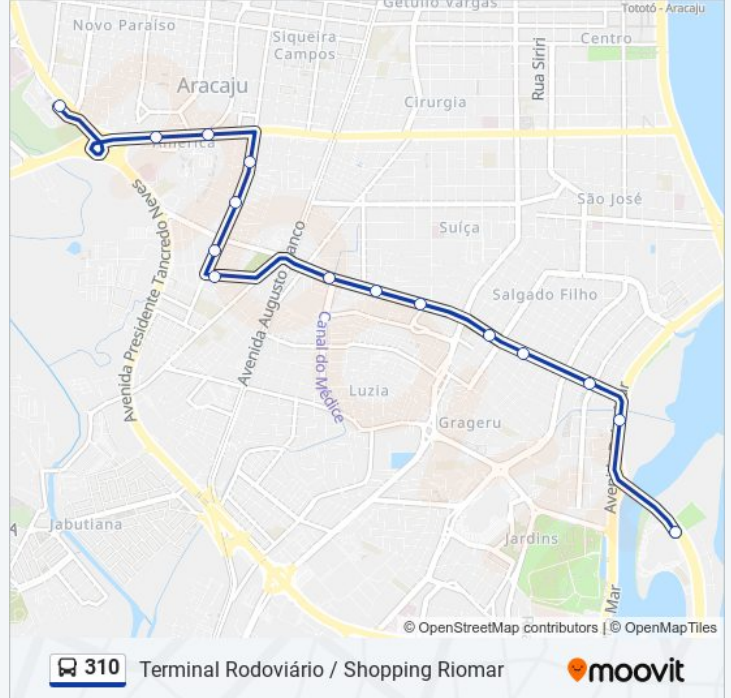 Getúlio Vargas
Tototó - Aracaju
Novo Paraíso
Siqueira
Campos
Centro
Rua Siriri
Aracaju
Cirurgia
América
São José
Avenida Presidente Tancredo Neves
Suíça
Avenida Augusto Franco
Salgado Filho
Canal do Médice
Luzia
Grageru
Jabutiana
Jardins
© OpenStreetMap contributors | © OpenMapTiles
310
Terminal Rodoviário / Shopping Riomar
moovit